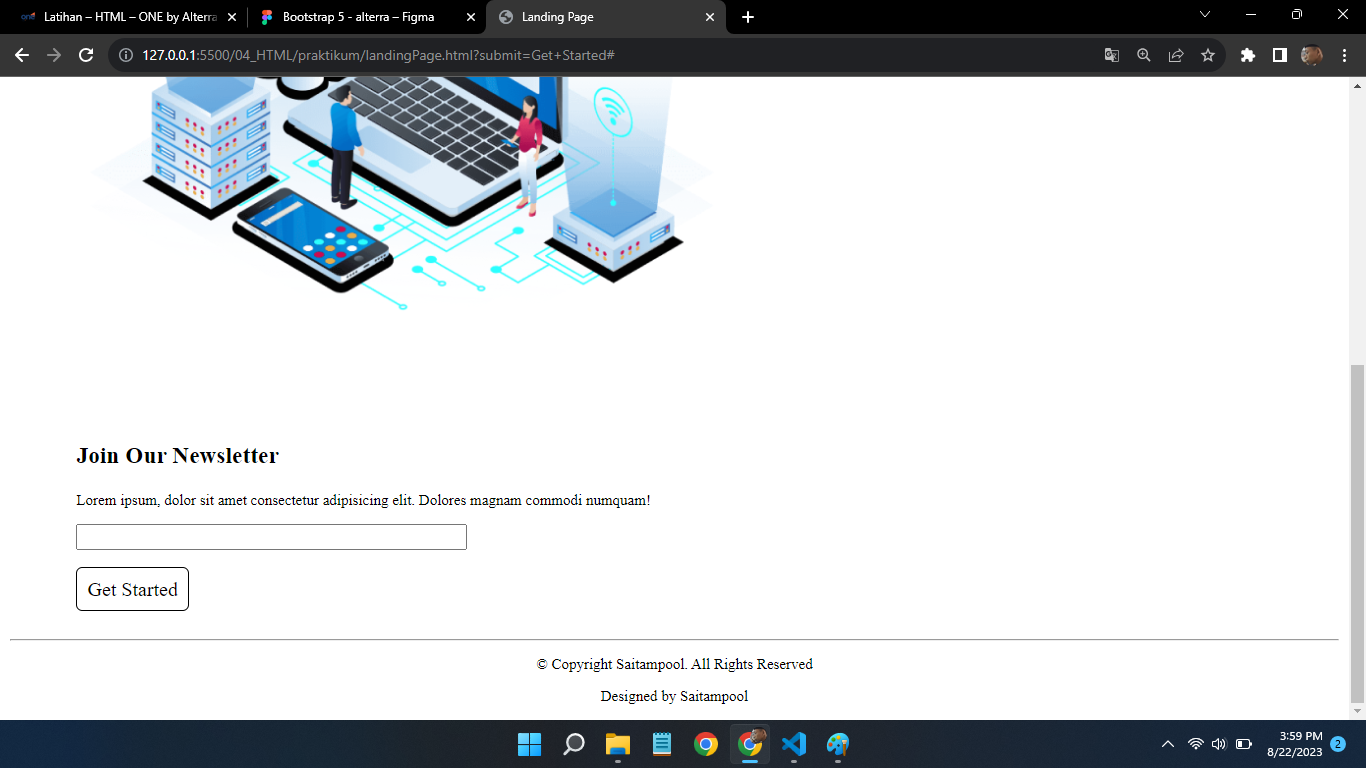 Latihan – HTML – ONE by Alterra
Bootstrap 5 - alterra – Figma
Landing Page
127.0.0.1:5500/04_HTML/praktikum/landingPage.html?submit=Get+Started#
Join Our Newsletter
Lorem ipsum, dolor sit amet consectetur adipisicing elit. Dolores magnam commodi numquam!
Get Started
© Copyright Saitampool. All Rights Reserved
Designed by Saitampool
3:59 PM
8/22/2023
2